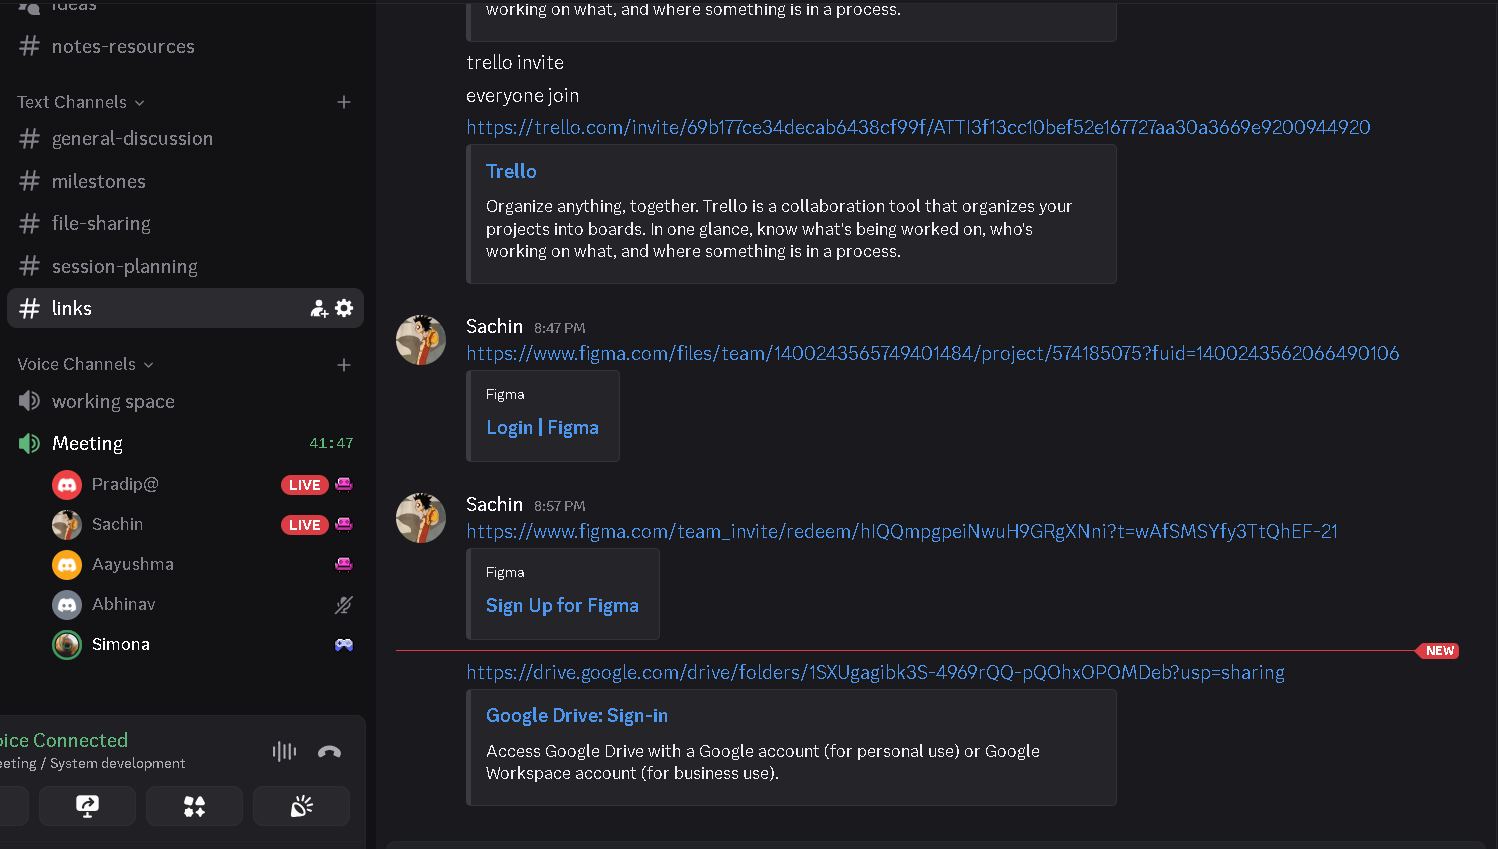 ideas
notes-resources
Text Channels
general-discussion
milestones
file-sharing
session-planning
links
Voice Channels
working space
Meeting 41:47
Pradip@ LIVE
Sachin LIVE
Aayushma
Abhinav
Simona
oice Connected
eeting / System development
working on what, and where something is in a process.
trello invite
everyone join
https://trello.com/invite/69b177ce34decab6438cf99f/ATTI3f13cc10bef52e167727aa30a3669e9200944920
Trello
Organize anything, together. Trello is a collaboration tool that organizes your
projects into boards. In one glance, know what's being worked on, who's
working on what, and where something is in a process.
Sachin 8:47 PM
https://www.figma.com/files/team/1400243565749401484/project/574185075?fuid=1400243562066490106
Figma
Login | Figma
Sachin 8:57 PM
https://www.figma.com/team_invite/redeem/hIQQmpgpeiNwuH9GRgXNni?t=wAfSMSYfy3TtQhEF-21
Figma
Sign Up for Figma
NEW
https://drive.google.com/drive/folders/1SXUgagibk3S-4969rQQ-pQOhxOPOMDeb?usp=sharing
Google Drive: Sign-in
Access Google Drive with a Google account (for personal use) or Google
Workspace account (for business use).